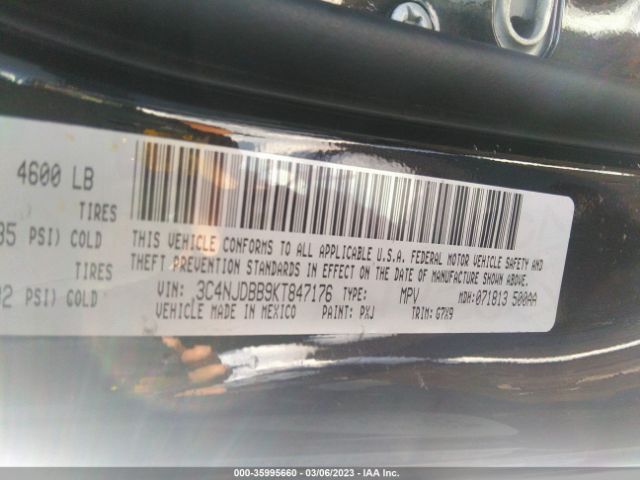 4600 LB
TIRES
35 PSI) COLD
TIRES
PSI) COLD
THIS VEHICLE CONFORMS TO ALL APPLICABLE U.S.A. FEDERAL MOTOR VEHICLE SAFETY AND
THEFT PREVENTION STANDARDS IN EFFECT ON THE DATE OF MANUFACTURE SHOWN ABOVE.
VIN: 3C4NJDBB9KT847176 TYPE: MPV MDH: 071813 500AA
VEHICLE MADE IN MEXICO PAINT: PXJ TRIM: G7X9
000-35995660 - 03/06/2023 - IAA Inc.